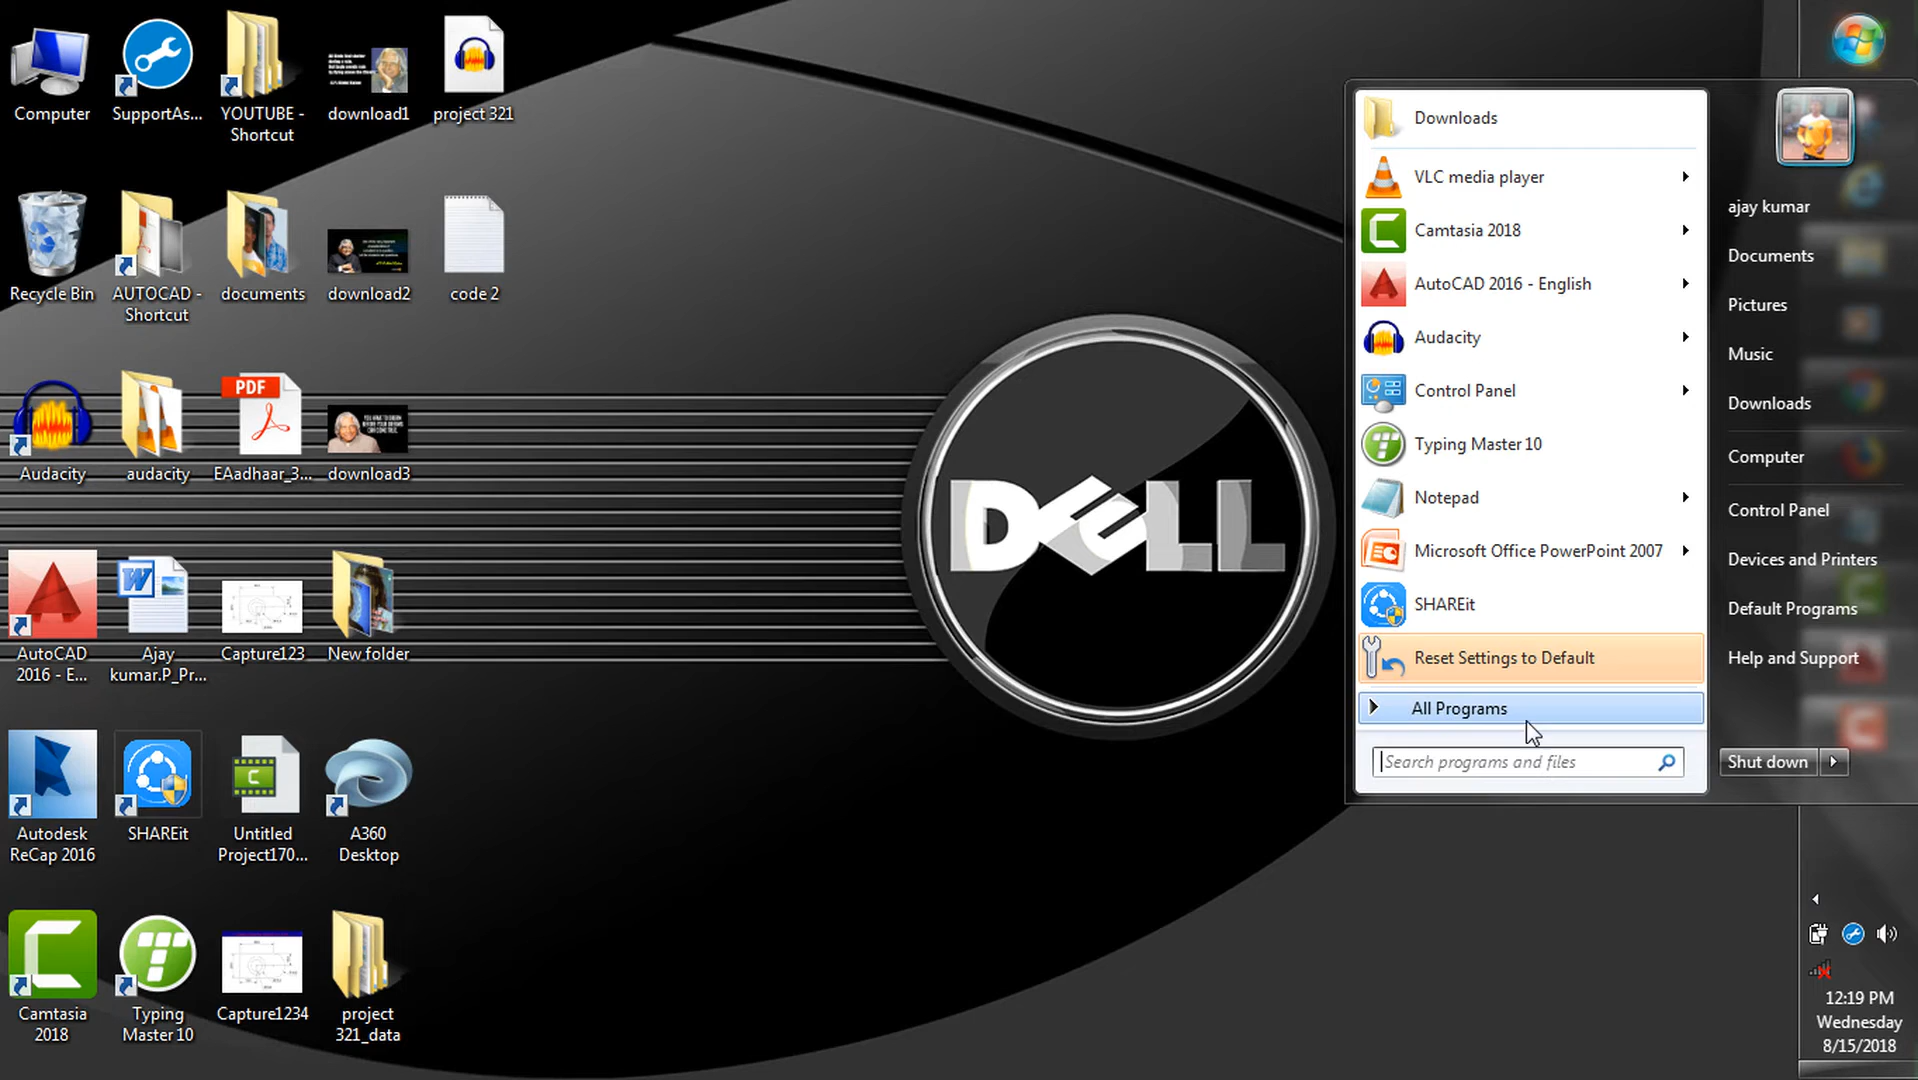 Computer
SupportAs...
YOUTUBE -
Shortcut
download1
project 321
Recycle Bin
AUTOCAD -
Shortcut
documents
download2
code 2
Audacity
audacity
PDF
EAadhaar_3...
download3
AutoCAD
2016 - E...
Ajay
kumar.P_Pr...
Capture123
New folder
Autodesk
ReCap 2016
SHAREit
Untitled
Project170...
A360
Desktop
Camtasia
2018
Typing
Master 10
Capture1234
project
321_data
DELL
Downloads
VLC media player
Camtasia 2018
AutoCAD 2016 - English
Audacity
Control Panel
Typing Master 10
Notepad
Microsoft Office PowerPoint 2007
SHAREit
Reset Settings to Default
All Programs
Search programs and files
ajay kumar
Documents
Pictures
Music
Downloads
Computer
Control Panel
Devices and Printers
Default Programs
Help and Support
Shut down
12:19 PM
Wednesday
8/15/2018